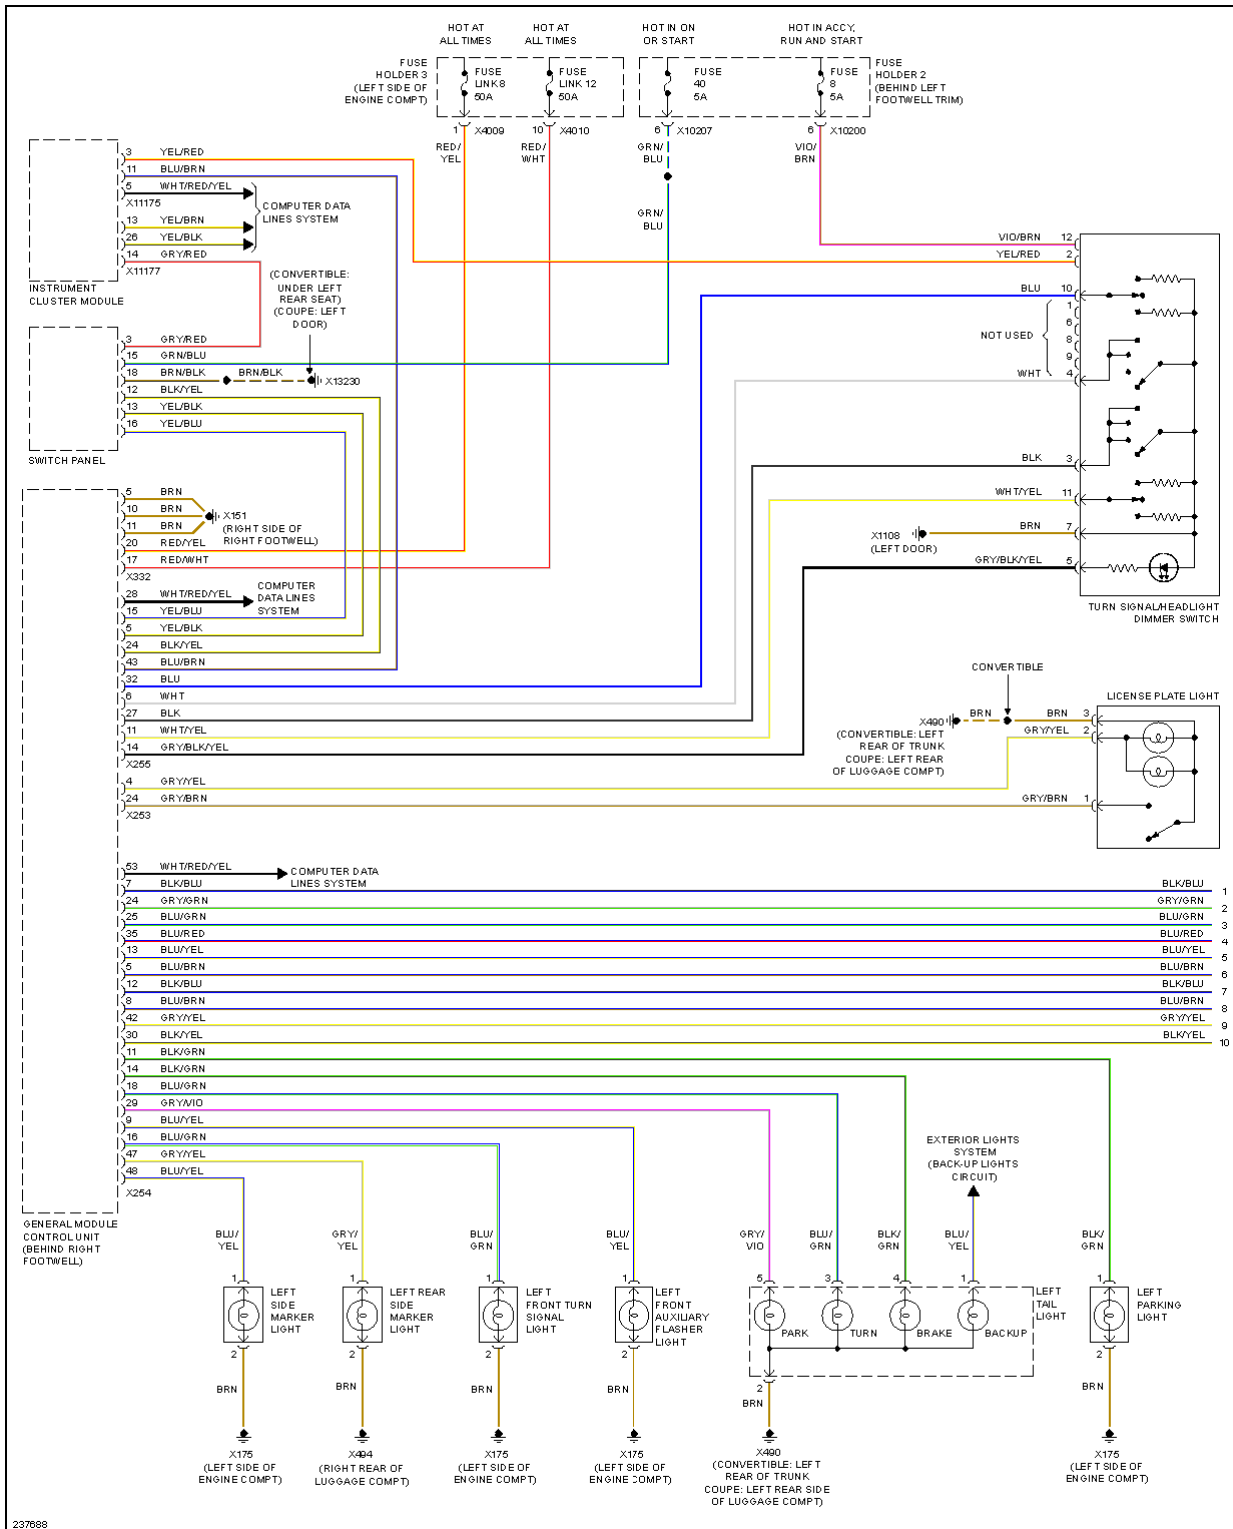 HOT AT
ALL TIMES
HOT AT
ALL TIMES
HOT IN ON
OR START
HOT IN ACCY,
RUN AND START
FUSE
HOLDER 3
(LEFT SIDE OF
ENGINE COMPT)
FUSE
LINK 8
50A
FUSE
LINK 12
50A
FUSE
40
5A
FUSE
8
5A
FUSE
HOLDER 2
(BEHIND LEFT
FOOTWELL TRIM)
1 X4009
10 X4010
6 X10207
6 X10200
RED/
YEL
RED/
WHT
GRN/
BLU
VIO/
BRN
GRN/
BLU
3 YEL/RED
11 BLU/BRN
5 WHT/RED/YEL
X11175
13 YEL/BRN
26 YEL/BLK
14 GRY/RED
X11177
COMPUTER DATA
LINES SYSTEM
INSTRUMENT
CLUSTER MODULE
(CONVERTIBLE:
UNDER LEFT
REAR SEAT)
(COUPE: LEFT
DOOR)
3 GRY/RED
15 GRN/BLU
18 BRN/BLK BRN/BLK X13230
12 BLK/YEL
13 YEL/BLK
16 YEL/BLU
SWITCH PANEL
VIO/BRN 12
YEL/RED 2
BLU 10
1
6
8
9
NOT USED
WHT 4
BLK 3
WHT/YEL 11
X1108
(LEFT DOOR)
BRN 7
GRY/BLK/YEL 5
TURN SIGNAL/HEADLIGHT
DIMMER SWITCH
5 BRN
10 BRN
11 BRN
X151
(RIGHT SIDE OF
RIGHT FOOTWELL)
20 RED/YEL
17 RED/WHT
X332
28 WHT/RED/YEL
COMPUTER
DATA LINES
SYSTEM
15 YEL/BLU
5 YEL/BLK
24 BLK/YEL
43 BLU/BRN
32 BLU
6 WHT
27 BLK
11 WHT/YEL
14 GRY/BLK/YEL
X255
4 GRY/YEL
24 GRY/BRN
X253
CONVERTIBLE
LICENSE PLATE LIGHT
X490
BRN BRN 3
(CONVERTIBLE: LEFT
REAR OF TRUNK
COUPE: LEFT REAR
OF LUGGAGE COMPT)
GRY/YEL 2
GRY/BRN 1
53 WHT/RED/YEL
COMPUTER DATA
LINES SYSTEM
7 BLK/BLU BLK/BLU 1
24 GRY/GRN GRY/GRN 2
25 BLU/GRN BLU/GRN 3
35 BLU/RED BLU/RED 4
13 BLU/YEL BLU/YEL 5
5 BLU/BRN BLU/BRN 6
12 BLK/BLU BLK/BLU 7
8 BLU/BRN BLU/BRN 8
42 GRY/YEL GRY/YEL 9
30 BLK/YEL BLK/YEL 10
11 BLK/GRN
14 BLK/GRN
18 BLU/GRN
29 GRY/VIO
9 BLU/YEL
16 BLU/GRN
47 GRY/YEL
48 BLU/YEL
X254
GENERAL MODULE
CONTROL UNIT
(BEHIND RIGHT
FOOTWELL)
EXTERIOR LIGHTS
SYSTEM
(BACK-UP LIGHTS
CIRCUIT)
BLU/
YEL
GRY/
YEL
BLU/
GRN
BLU/
YEL
GRY/
VIO
BLU/
GRN
BLK/
GRN
BLU/
YEL
BLK/
GRN
1 1 1 1 5 3 4 1 1
LEFT
SIDE
MARKER
LIGHT
LEFT REAR
SIDE
MARKER
LIGHT
LEFT
FRONT TURN
SIGNAL
LIGHT
LEFT
FRONT
AUXILIARY
FLASHER
LIGHT
PARK
TURN
BRAKE
BACKUP
LEFT
TAIL
LIGHT
LEFT
PARKING
LIGHT
2 2 2 2 2 2
BRN BRN BRN BRN BRN BRN
X175
(LEFT SIDE OF
ENGINE COMPT)
X494
(RIGHT REAR OF
LUGGAGE COMPT)
X175
(LEFT SIDE OF
ENGINE COMPT)
X175
(LEFT SIDE OF
ENGINE COMPT)
X490
(CONVERTIBLE: LEFT
REAR OF TRUNK
COUPE: LEFT REAR SIDE
OF LUGGAGE COMPT)
X175
(LEFT SIDE OF
ENGINE COMPT)
237688